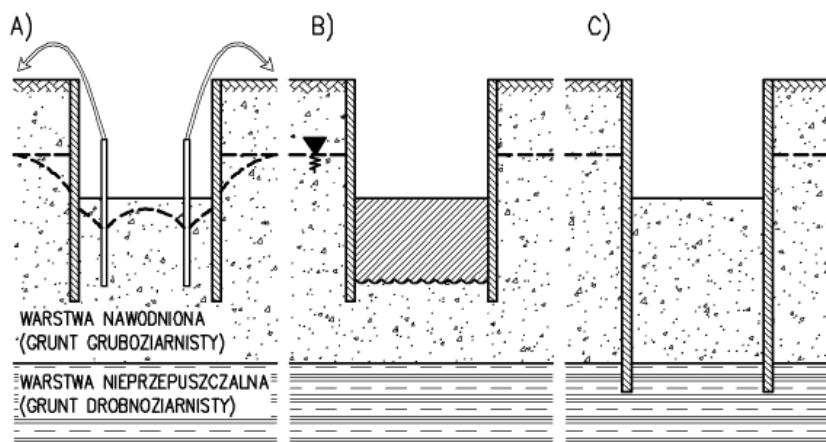 A)
B)
C)
WARSTWA NAWODNIONA
(GRUNT GRUBOZIARNISTY)
WARSTWA NIEPRZEPUSZCZALNA
(GRUNT DROBNOZIARNISTY)